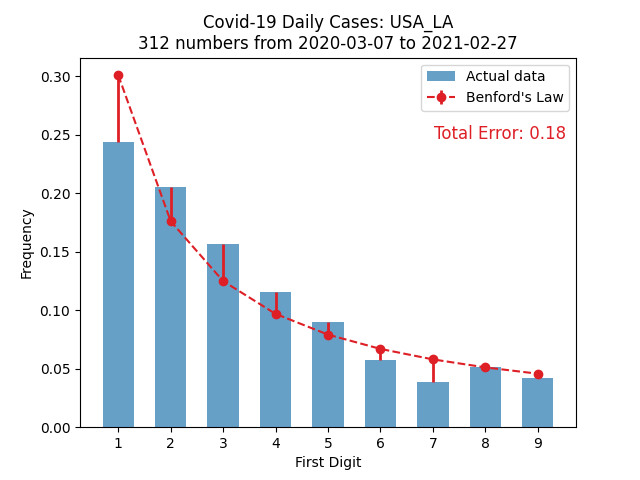 Covid-19 Daily Cases: USA_LA
312 numbers from 2020-03-07 to 2021-02-27
Actual data
Benford's Law
Total Error: 0.18
0.30
0.25
0.20
0.15
0.10
0.05
0.00
Frequency
1 2 3 4 5 6 7 8 9
First Digit